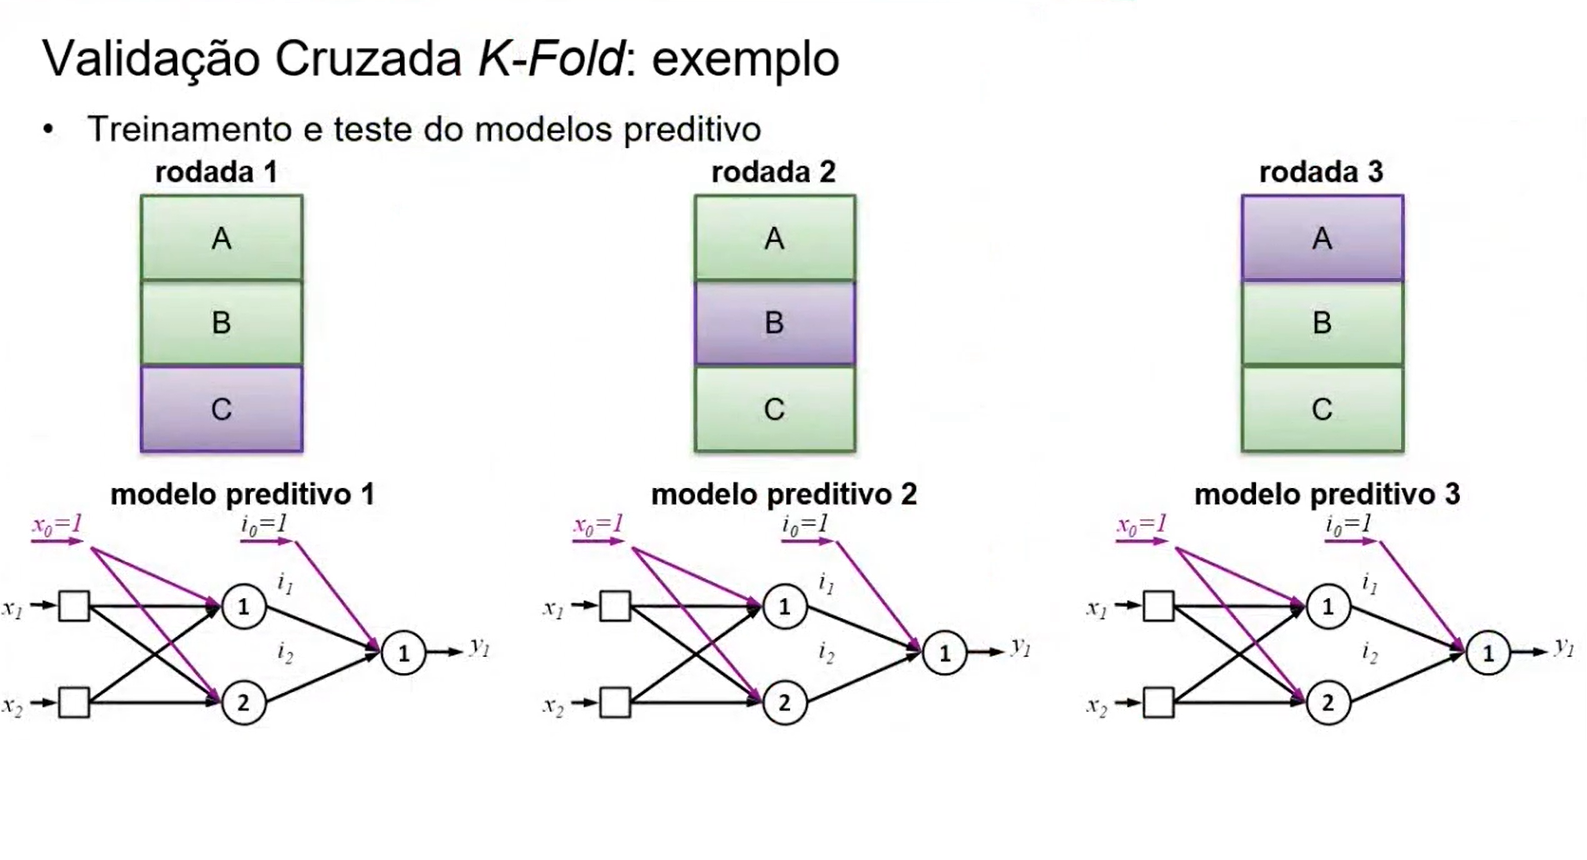 Validação Cruzada K-Fold: exemplo
• Treinamento e teste do modelos preditivo
rodada 1
A
B
C
modelo preditivo 1
x0=1
i0=1
i1
x1
1
i2
1
y1
x2
2
rodada 2
A
B
C
modelo preditivo 2
x0=1
i0=1
i1
x1
1
i2
1
y1
x2
2
rodada 3
A
B
C
modelo preditivo 3
x0=1
i0=1
i1
x1
1
i2
1
y1
x2
2